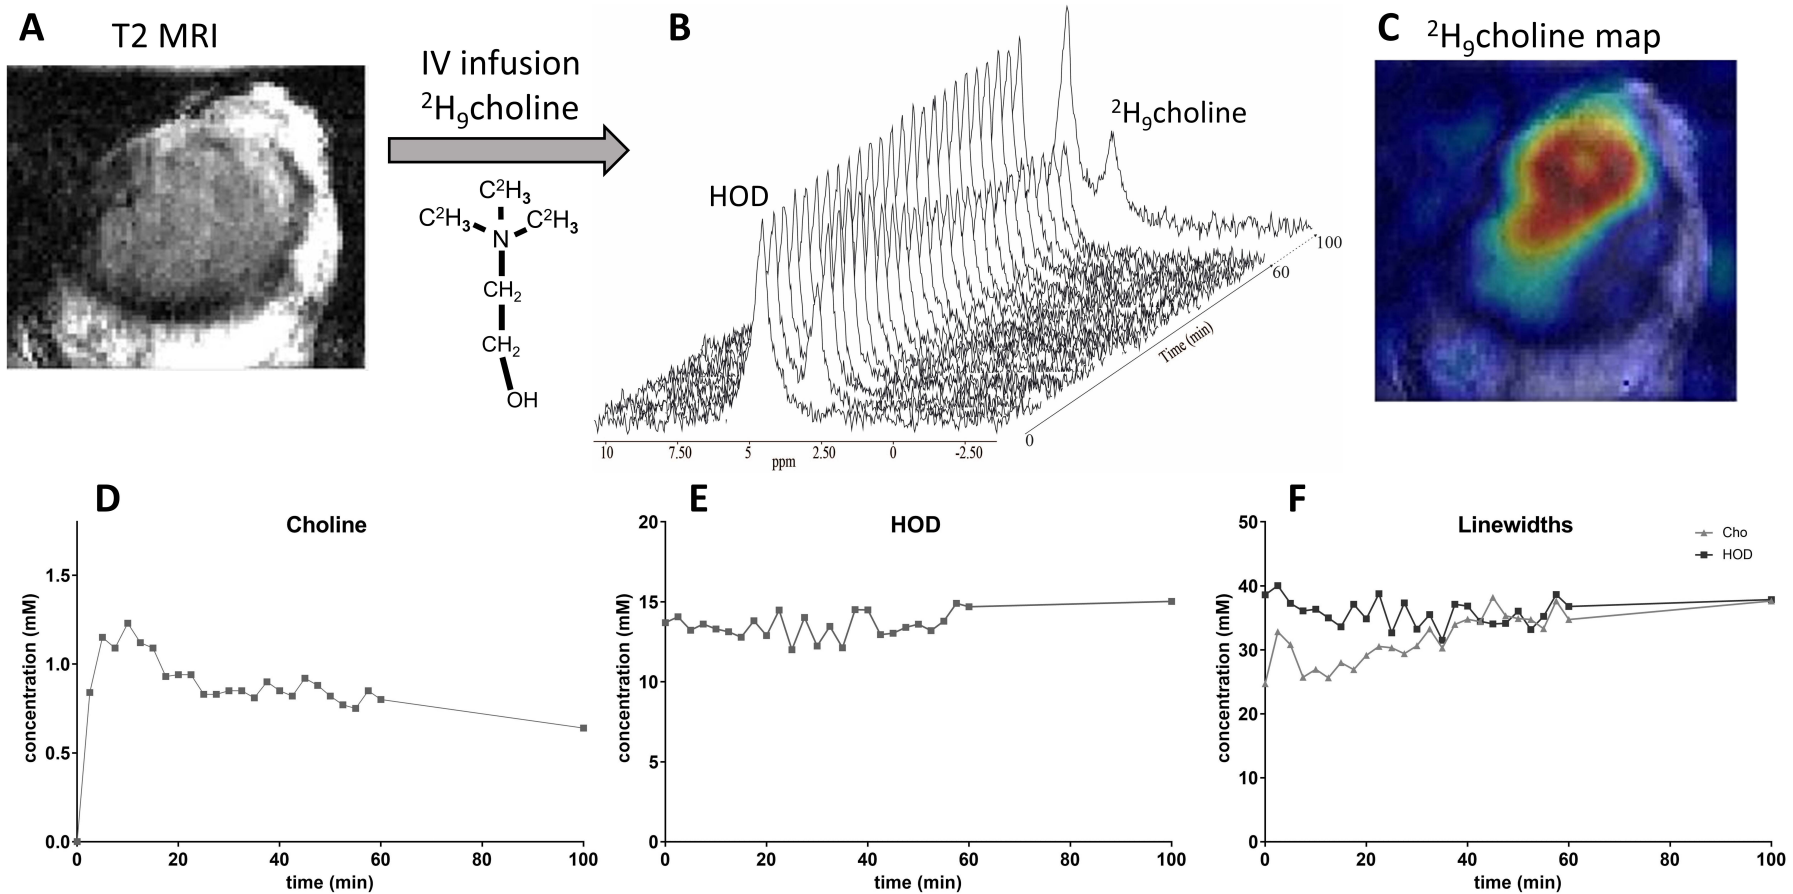 A
T2 MRI
IV infusion
²H₉choline
C²H₃
C²H₃
C²H₃
N
CH₂
CH₂
OH
B
HOD
²H₉choline
100
60
Time (min)
0
10 7.50 5 2.50 0 -2.50
ppm
C
²H₉choline map
D
Choline
concentration (mM)
1.5
1.0
0.5
0.0
0 20 40 60 80 100
time (min)
E
HOD
concentration (mM)
20
15
10
5
0
0 20 40 60 80 100
time (min)
F
Linewidths
Cho
HOD
concentration (mM)
50
40
30
20
10
0
0 20 40 60 80 100
time (min)